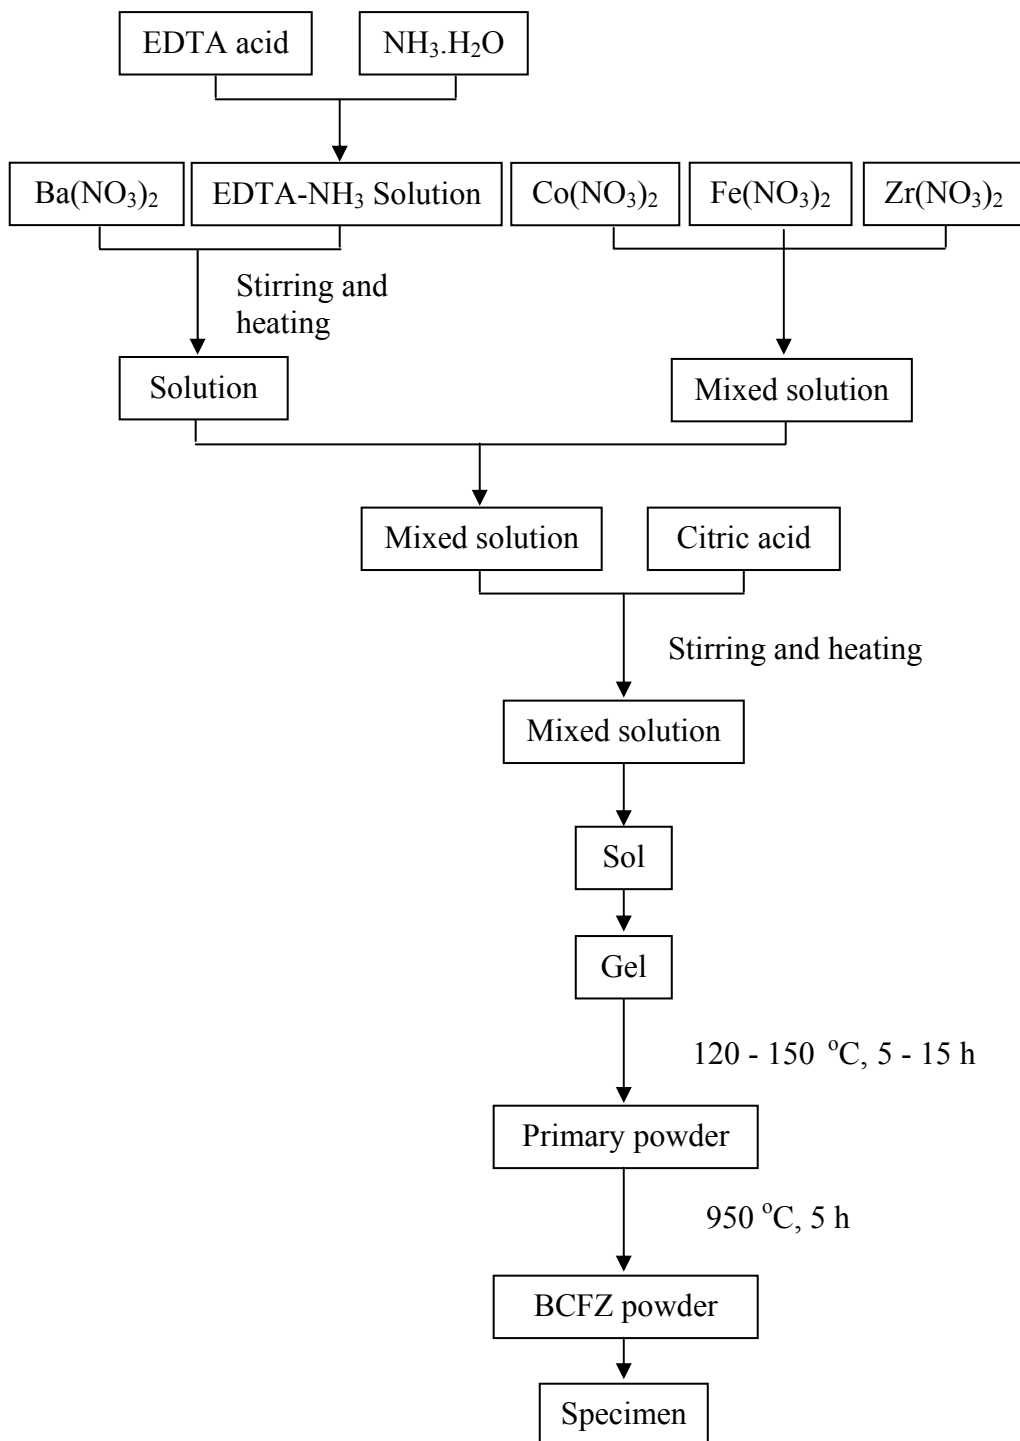 EDTA acid
NH₃.H₂O
Ba(NO₃)₂
EDTA-NH₃ Solution
Co(NO₃)₂
Fe(NO₃)₂
Zr(NO₃)₂
Stirring and
heating
Solution
Mixed solution
Mixed solution
Citric acid
Stirring and heating
Mixed solution
Sol
Gel
120 - 150 °C, 5 - 15 h
Primary powder
950 °C, 5 h
BCFZ powder
Specimen